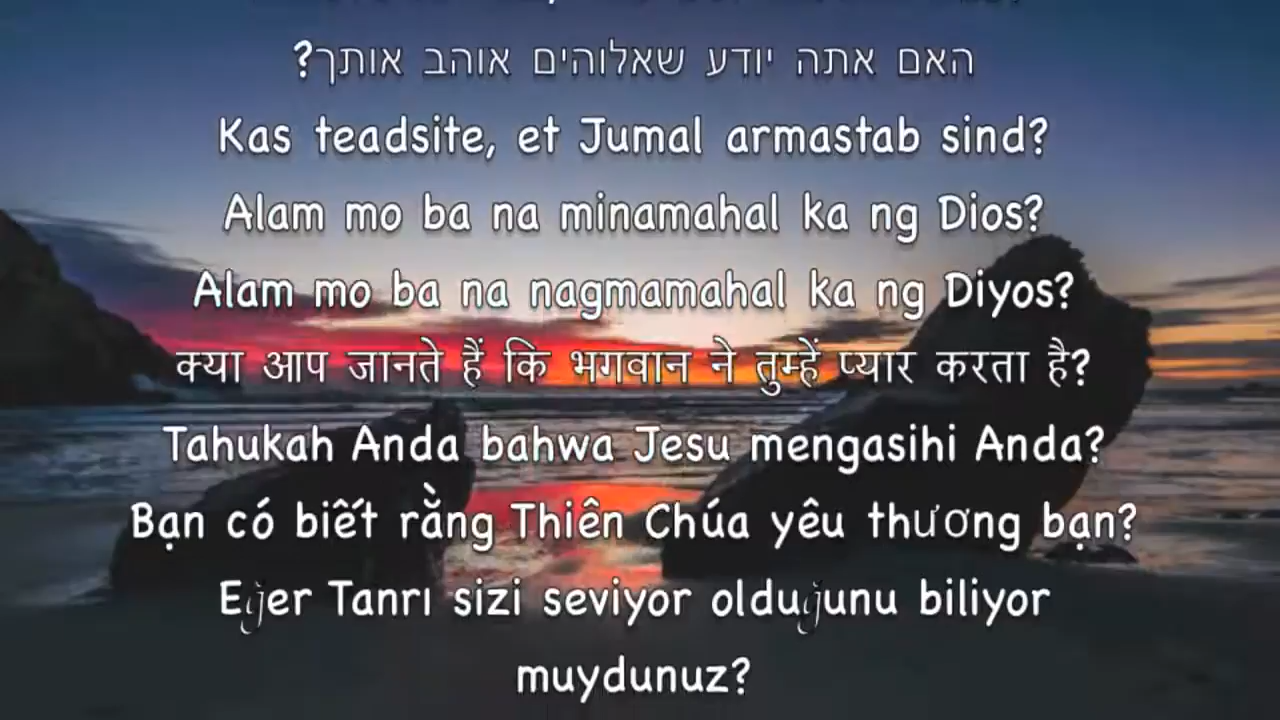 האם אתה יודע שאלוהים אוהב אותך?
Kas teadsite, et Jumal armastab sind?
Alam mo ba na minamahal ka ng Dios?
Alam mo ba na nagmamahal ka ng Diyos?
क्या आप जानते हैं कि भगवान ने तुम्हें प्यार करता है?
Tahukah Anda bahwa Jesu mengasihi Anda?
Bạn có biết rằng Thiên Chúa yêu thương bạn?
Eğer Tanrı sizi seviyor olduğunu biliyor
muydunuz?